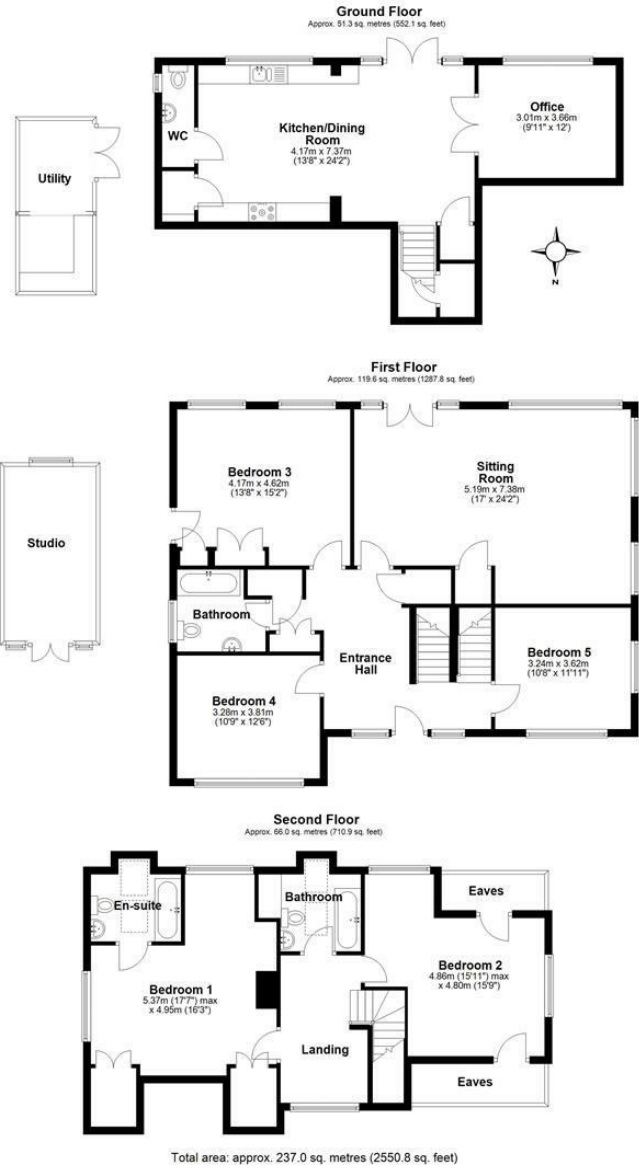 Ground Floor
Approx. 51.3 sq. metres (552.1 sq. feet)
WC
Kitchen/Dining
Room
4.17m x 7.37m
(13'8" x 24'2")
Office
3.01m x 3.66m
(9'11" x 12')
Utility
N
First Floor
Approx. 119.6 sq. metres (1287.8 sq. feet)
Bedroom 3
4.17m x 4.62m
(13'8" x 15'2")
Sitting
Room
5.19m x 7.38m
(17' x 24'2")
Studio
Bathroom
Entrance
Hall
Bedroom 5
3.24m x 3.62m
(10'8" x 11'11")
Bedroom 4
3.28m x 3.81m
(10'9" x 12'6")
Second Floor
Approx. 66.0 sq. metres (710.9 sq. feet)
En-suite
Bathroom
Eaves
Bedroom 1
5.37m (17'7") max
x 4.95m (16'3")
Bedroom 2
4.86m (15'11") max
x 4.80m (15'9")
Landing
Eaves
Total area: approx. 237.0 sq. metres (2550.8 sq. feet)